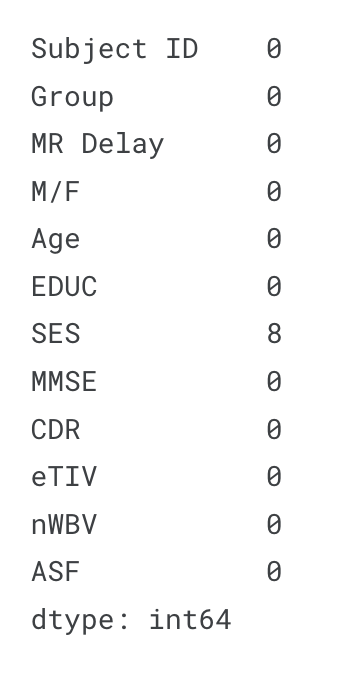 Subject ID    0
Group         0
MR Delay      0
M/F           0
Age           0
EDUC          0
SES           8
MMSE          0
CDR           0
eTIV          0
nWBV          0
ASF           0
dtype: int64